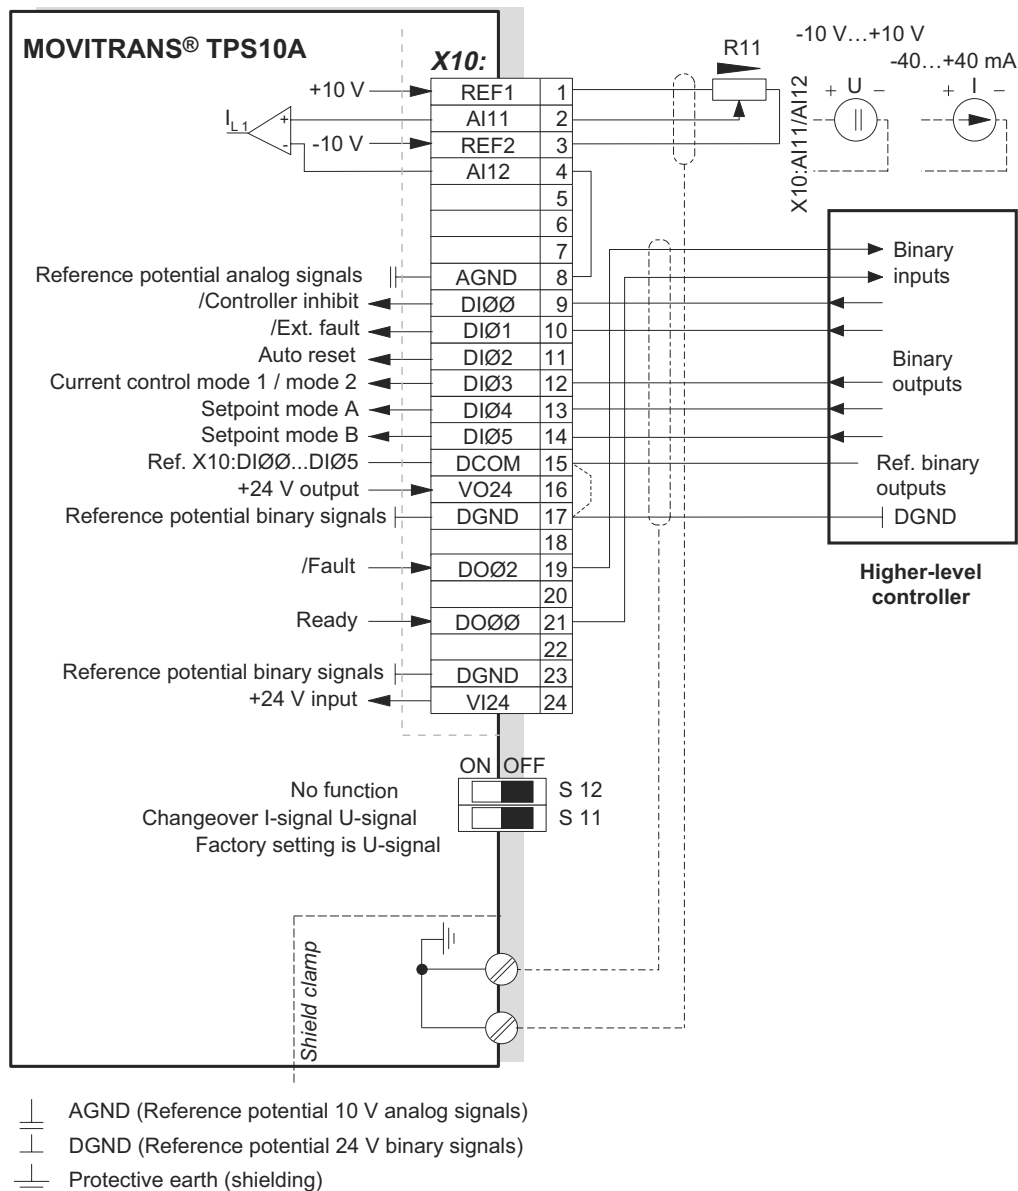 MOVITRANS® TPS10A
X10:
R11
-10 V…+10 V
-40…+40 mA
+ U −
+ I −
X10:AI11/AI12
+10 V REF1 1
I L 1
+
-
AI11 2
-10 V REF2 3
AI12 4
5
6
7
Reference potential analog signals AGND 8
/Controller inhibit DIØØ 9
/Ext. fault DIØ1 10
Auto reset DIØ2 11
Current control mode 1 / mode 2 DIØ3 12
Setpoint mode A DIØ4 13
Setpoint mode B DIØ5 14
Ref. X10:DIØØ...DIØ5 DCOM 15
+24 V output VO24 16
Reference potential binary signals DGND 17
18
/Fault DOØ2 19
20
Ready DOØØ 21
22
Reference potential binary signals DGND 23
+24 V input VI24 24
Binary
inputs
Binary
outputs
Ref. binary
outputs
DGND
Higher-level
controller
ON OFF
No function S 12
Changeover I-signal U-signal S 11
Factory setting is U-signal
Shield clamp
AGND (Reference potential 10 V analog signals)
DGND (Reference potential 24 V binary signals)
Protective earth (shielding)